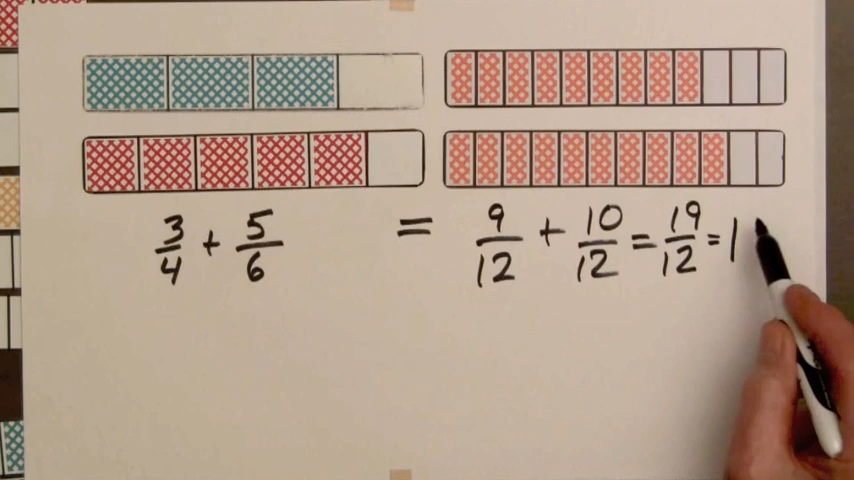 3/4 + 5/6 = 9/12 + 10/12 = 19/12 = 1